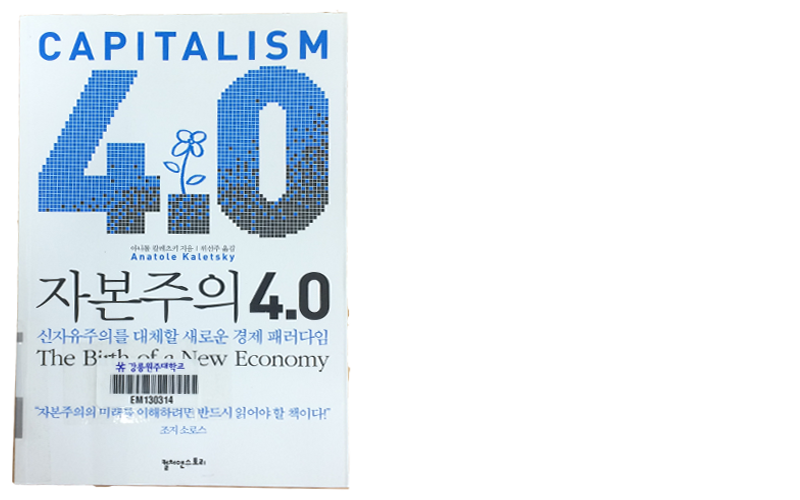 CAPITALISM
4.0
아나톨 칼레츠키 지음 | 위선주 옮김
Anatole Kaletsky
자본주의 4.0
신자유주의를 대체할 새로운 경제 패러다임
The Birth of a New Economy
강릉원주대학교
EM130314
“자본주의의 미래를 이해하려면 반드시 읽어야 할 책이다!”
조지 소로스
컬처앤스토리